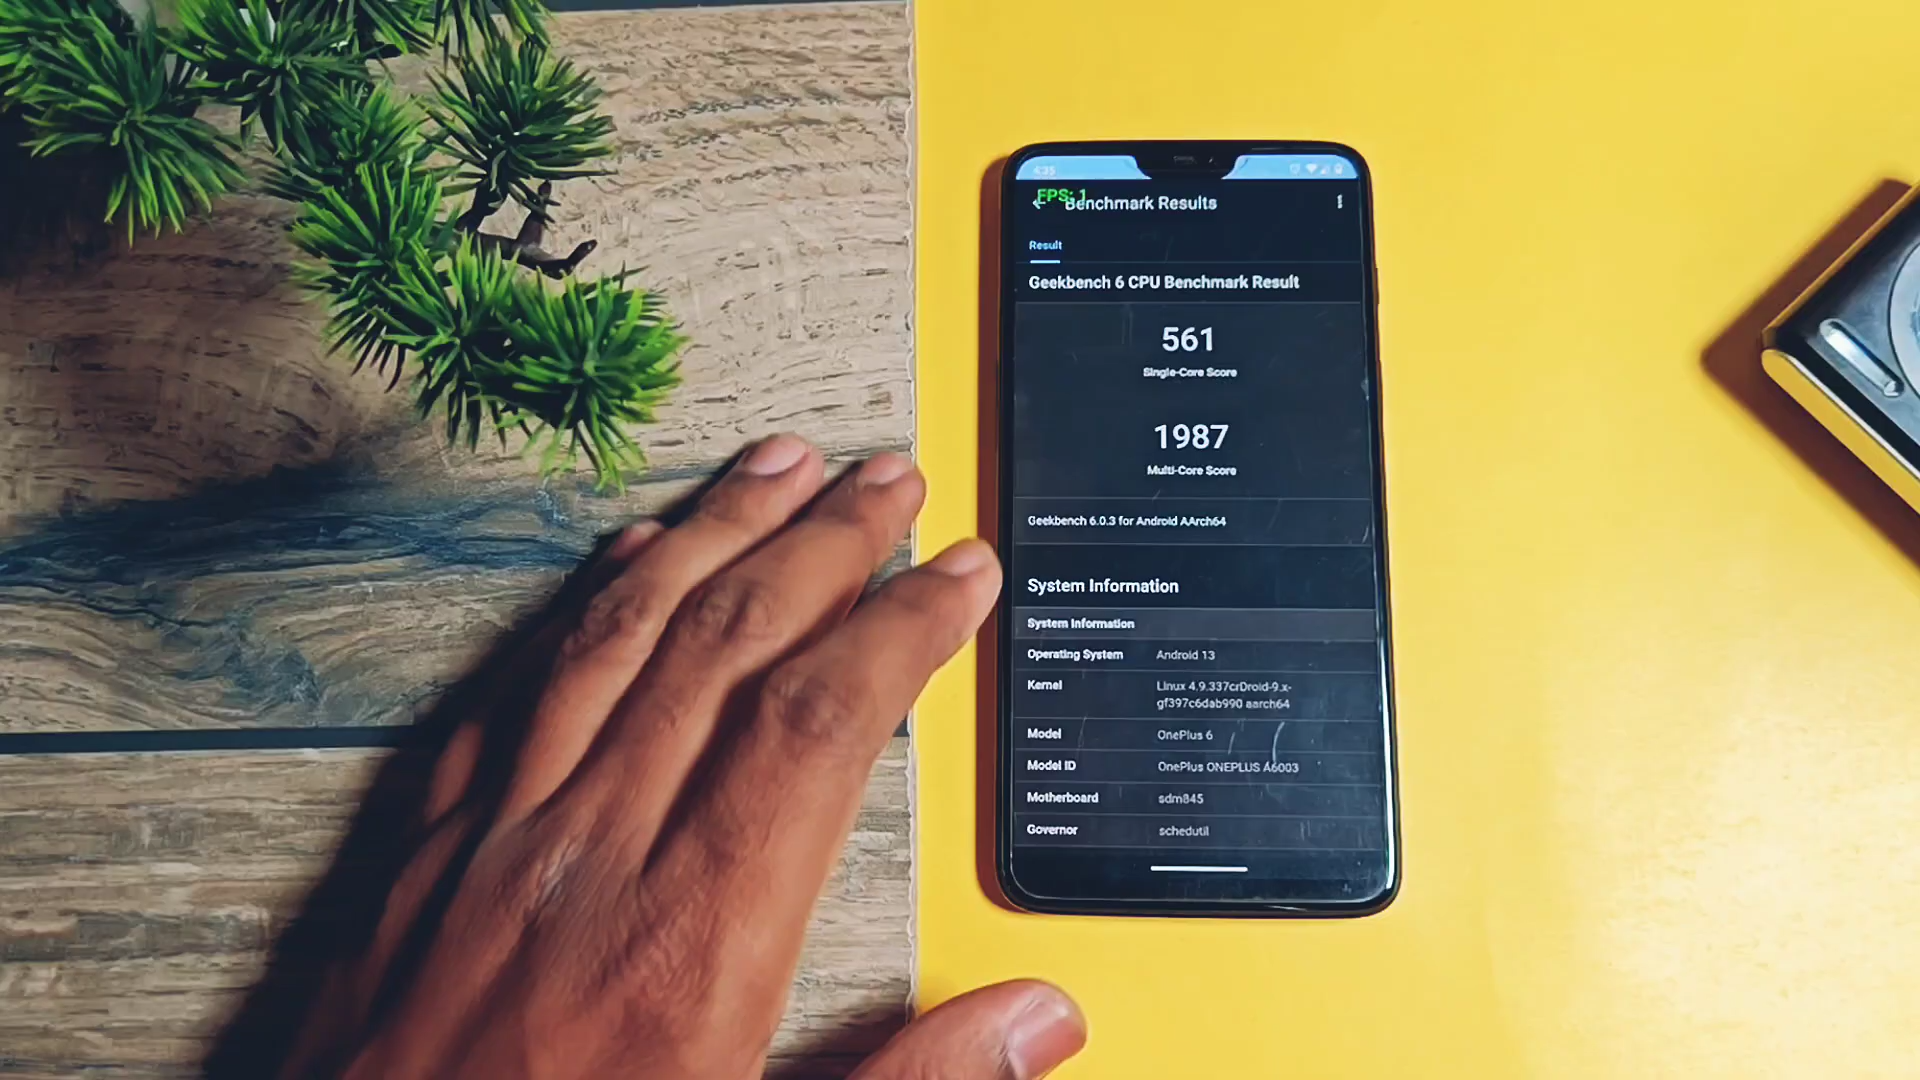 FPS: 1
Benchmark Results
Result
Geekbench 6 CPU Benchmark Result
561
Single-Core Score
1987
Multi-Core Score
Geekbench 6.0.3 for Android AArch64
System Information
System Information
Operating System Android 13
Kernel Linux 4.9.337crDroid-9.x-
gf397c6dab990 aarch64
Model OnePlus 6
Model ID OnePlus ONEPLUS A6003
Motherboard sdm845
Governor schedutil